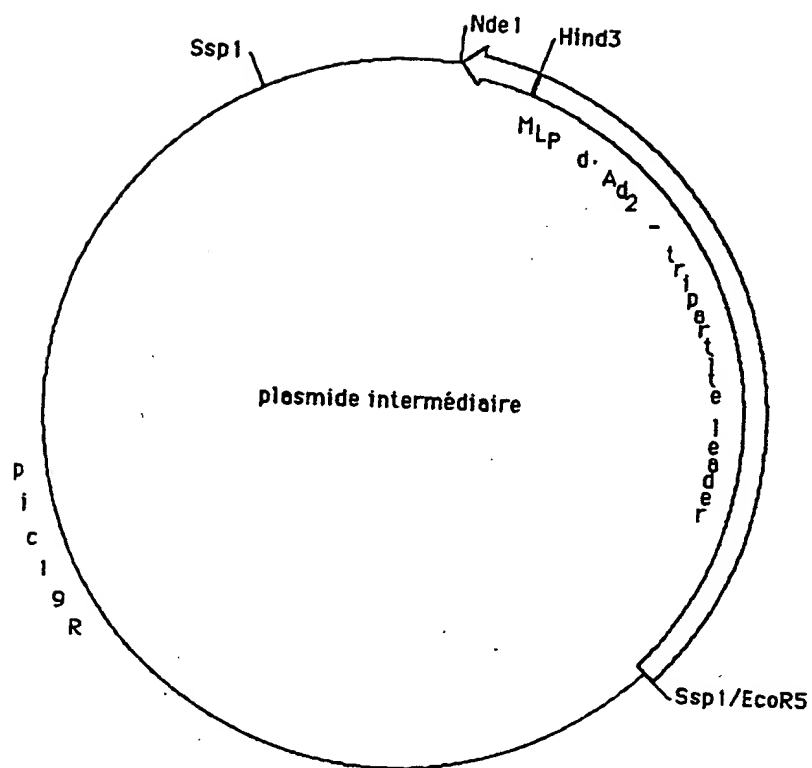 Nde1
Ssp1
Hind3
MLP d'Ad2 - tripartite leader
plasmide intermédiaire
pic19R
Ssp1/EcoR5